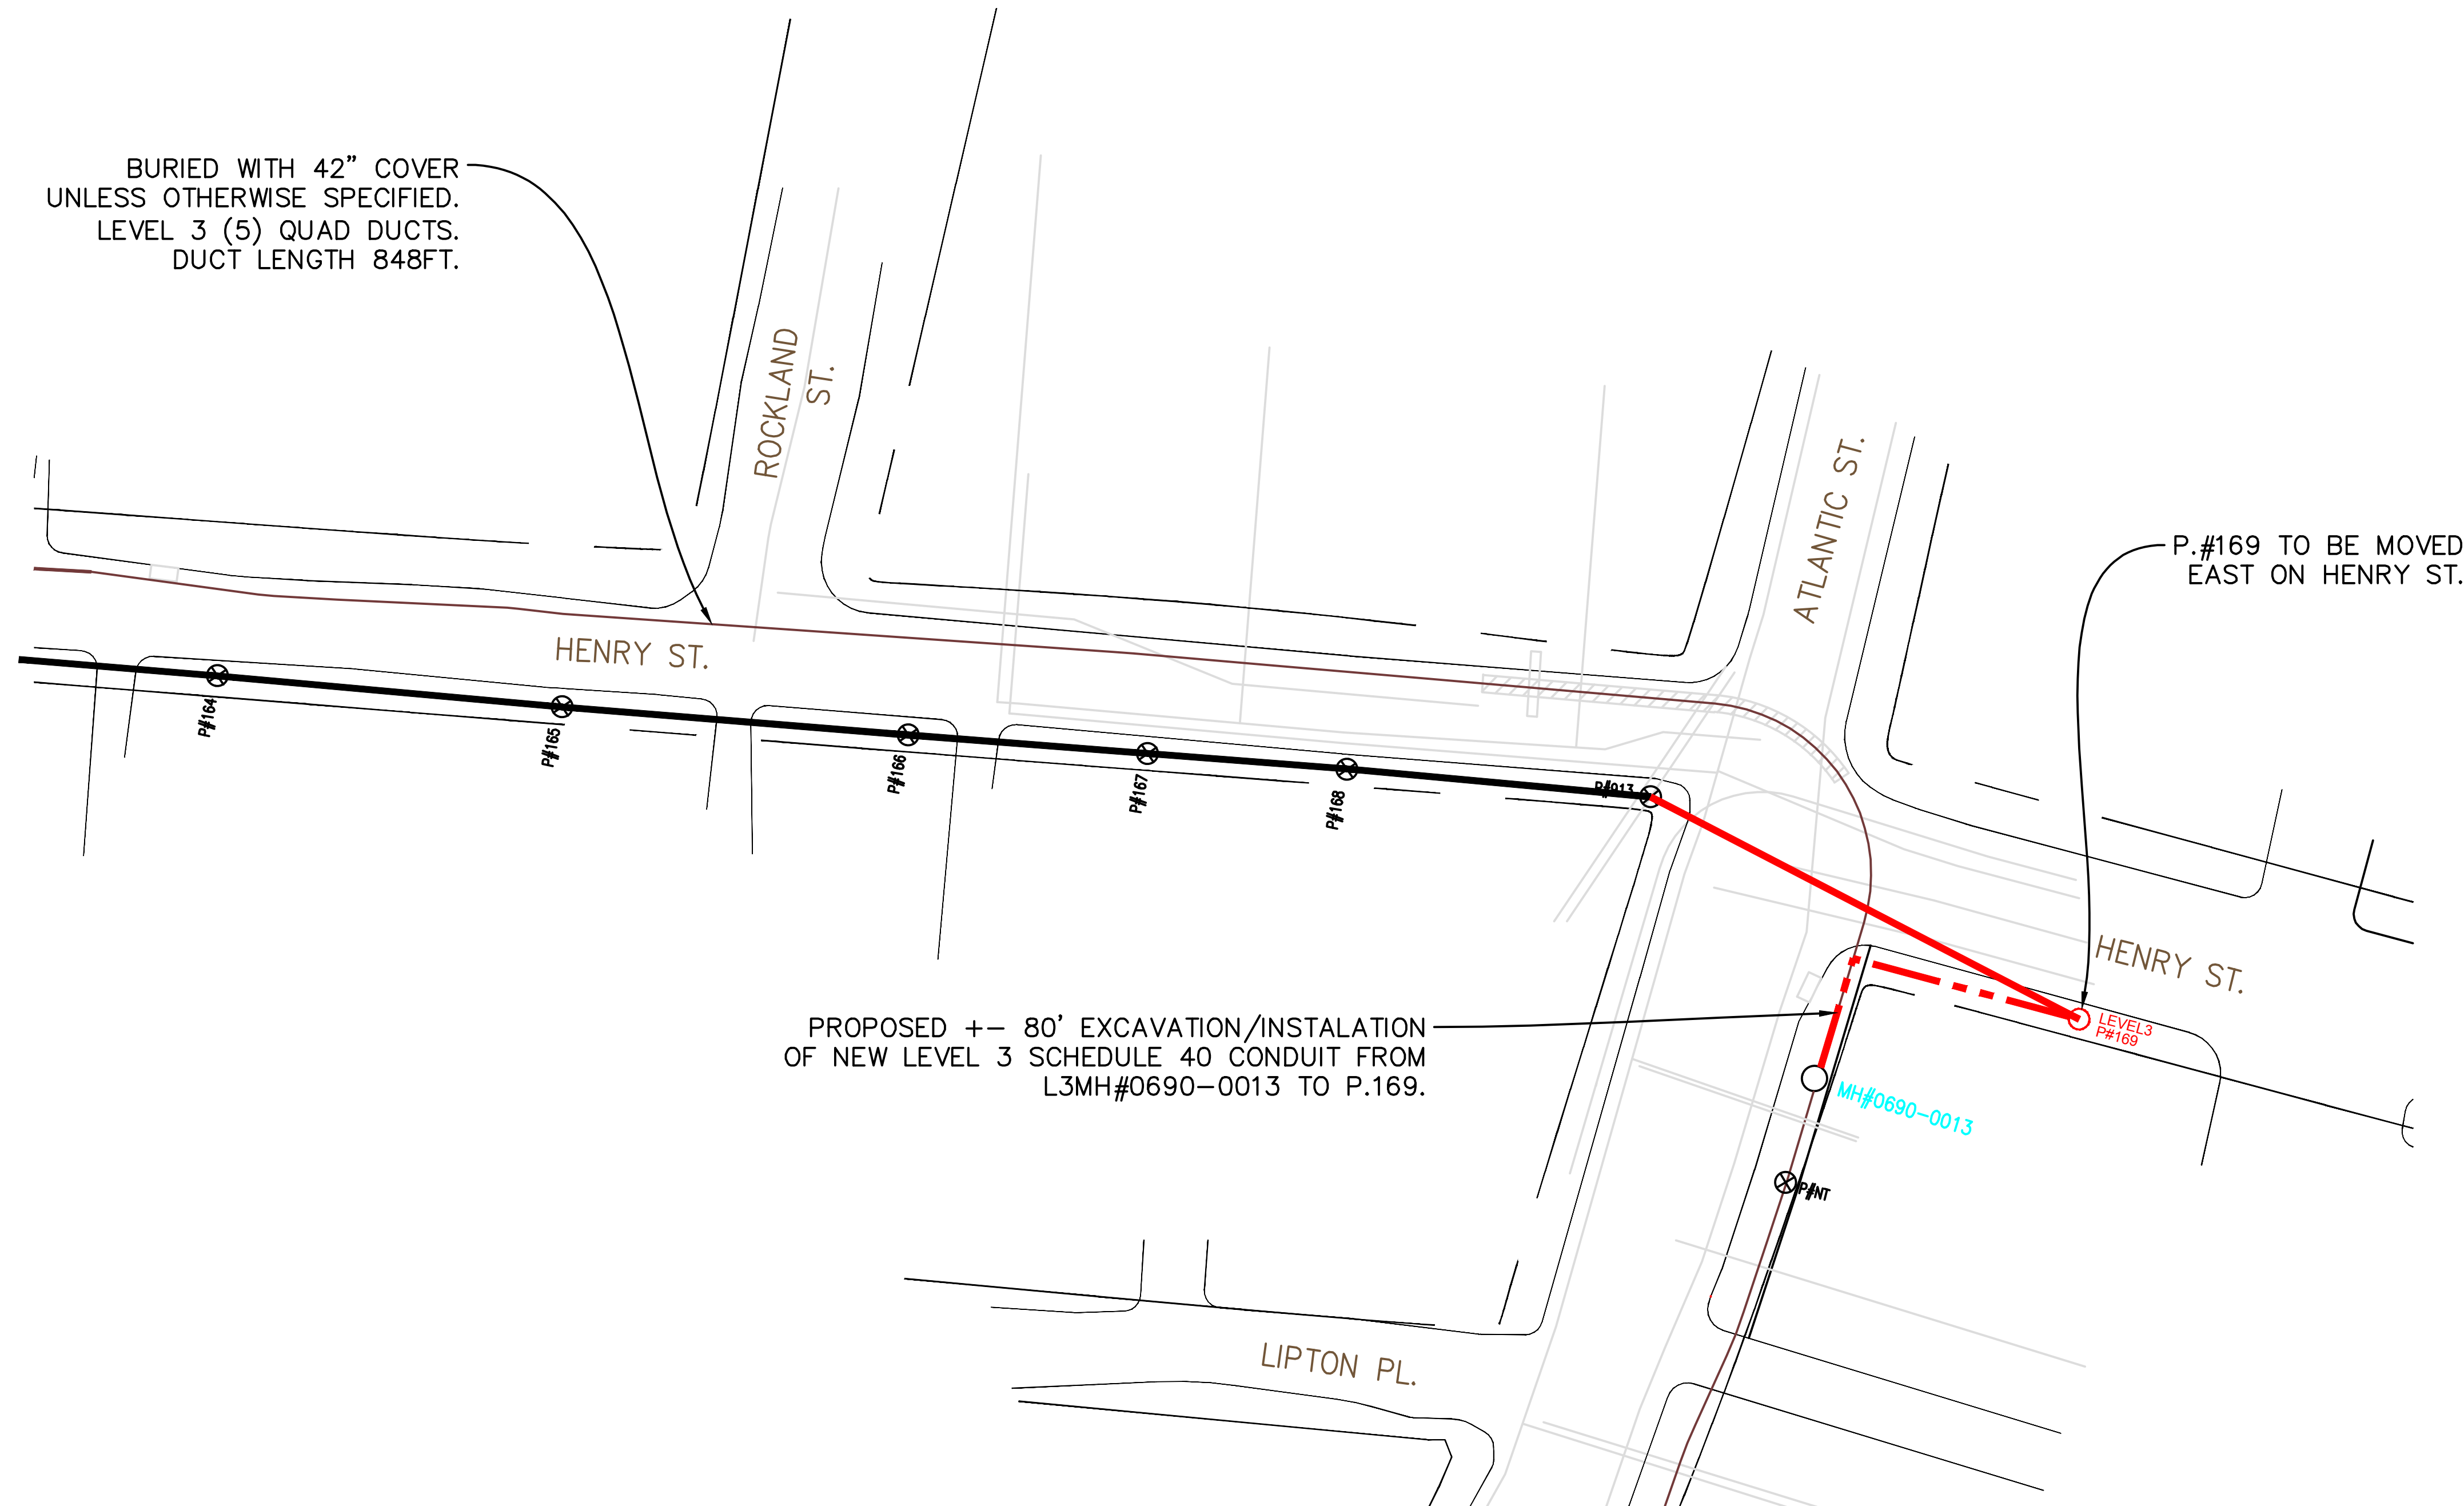 BURIED WITH 42" COVER
UNLESS OTHERWISE SPECIFIED.
LEVEL 3 (5) QUAD DUCTS.
DUCT LENGTH 848FT.
ROCKLAND
ST.
ATLANTIC ST.
P.#169 TO BE MOVED
EAST ON HENRY ST.
HENRY ST.
P#164
P#165
P#166
P#167
P#168
P#913
HENRY ST.
LEVEL3
P#169
PROPOSED +- 80' EXCAVATION/INSTALATION
OF NEW LEVEL 3 SCHEDULE 40 CONDUIT FROM
L3MH#0690-0013 TO P.169.
MH#0690-0013
P#NT
LIPTON PL.